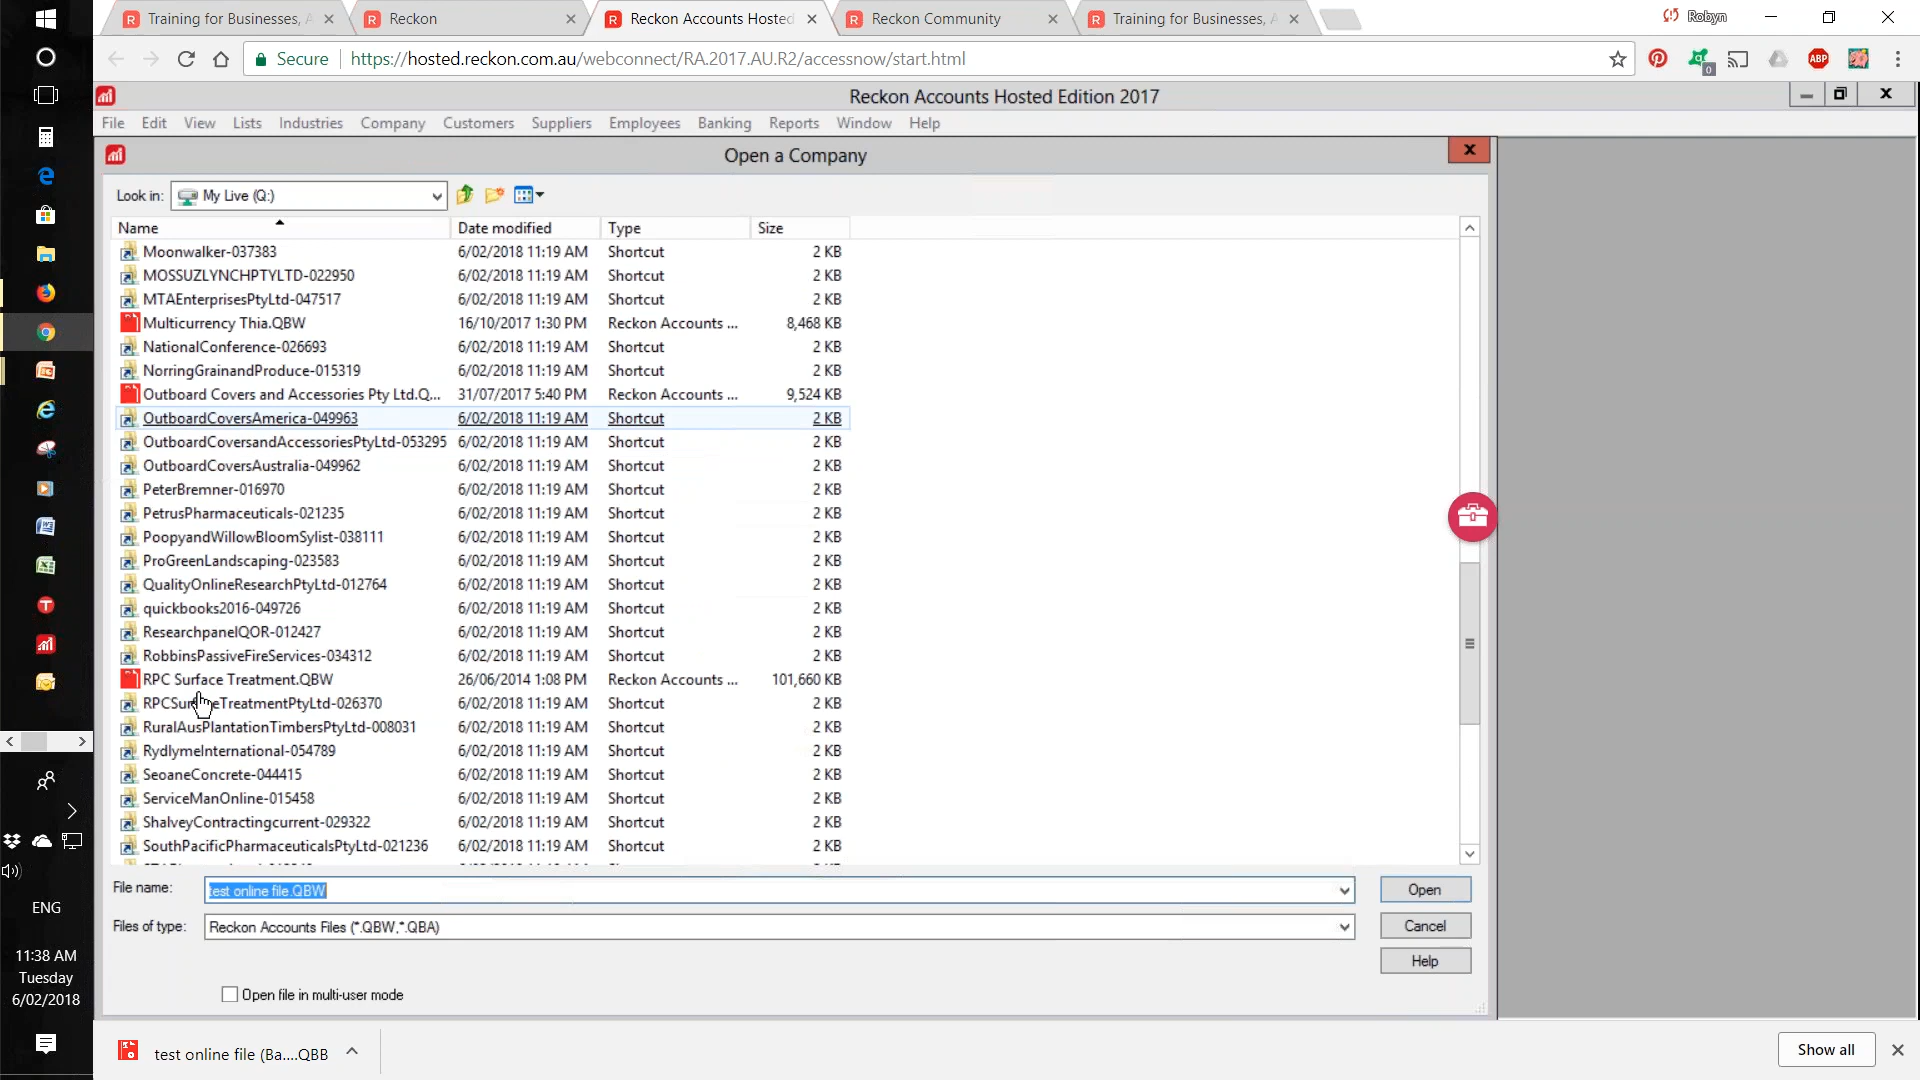 Training for Businesses, A
Reckon
Reckon Accounts Hosted
Reckon Community
Training for Businesses, A
Robyn
Secure
https://hosted.reckon.com.au/webconnect/RA.2017.AU.R2/accessnow/start.html
0
ABP
Reckon Accounts Hosted Edition 2017
File Edit View Lists Industries Company Customers Suppliers Employees Banking Reports Window Help
Open a Company
Look in: My Live (Q:)
Name Date modified Type Size
Moonwalker-037383 6/02/2018 11:19 AM Shortcut 2 KB
MOSSUZLYNCHPTYLTD-022950 6/02/2018 11:19 AM Shortcut 2 KB
MTAEnterprisesPtyLtd-047517 6/02/2018 11:19 AM Shortcut 2 KB
Multicurrency Thia.QBW 16/10/2017 1:30 PM Reckon Accounts ... 8,468 KB
NationalConference-026693 6/02/2018 11:19 AM Shortcut 2 KB
NorringGrainandProduce-015319 6/02/2018 11:19 AM Shortcut 2 KB
Outboard Covers and Accessories Pty Ltd.Q... 31/07/2017 5:40 PM Reckon Accounts ... 9,524 KB
OutboardCoversAmerica-049963 6/02/2018 11:19 AM Shortcut 2 KB
OutboardCoversandAccessoriesPtyLtd-053295 6/02/2018 11:19 AM Shortcut 2 KB
OutboardCoversAustralia-049962 6/02/2018 11:19 AM Shortcut 2 KB
PeterBremner-016970 6/02/2018 11:19 AM Shortcut 2 KB
PetrusPharmaceuticals-021235 6/02/2018 11:19 AM Shortcut 2 KB
PoopyandWillowBloomSylist-038111 6/02/2018 11:19 AM Shortcut 2 KB
ProGreenLandscaping-023583 6/02/2018 11:19 AM Shortcut 2 KB
QualityOnlineResearchPtyLtd-012764 6/02/2018 11:19 AM Shortcut 2 KB
quickbooks2016-049726 6/02/2018 11:19 AM Shortcut 2 KB
ResearchpanelQOR-012427 6/02/2018 11:19 AM Shortcut 2 KB
RobbinsPassiveFireServices-034312 6/02/2018 11:19 AM Shortcut 2 KB
RPC Surface Treatment.QBW 26/06/2014 1:08 PM Reckon Accounts ... 101,660 KB
6/02/2018 11:19 AM Shortcut 2 KB
RuralAusPlantationTimbersPtyLtd-008031 6/02/2018 11:19 AM Shortcut 2 KB
RydlymeInternational-054789 6/02/2018 11:19 AM Shortcut 2 KB
SeoaneConcrete-044415 6/02/2018 11:19 AM Shortcut 2 KB
ServiceManOnline-015458 6/02/2018 11:19 AM Shortcut 2 KB
ShalveyContractingcurrent-029322 6/02/2018 11:19 AM Shortcut 2 KB
SouthPacificPharmaceuticalsPtyLtd-021236 6/02/2018 11:19 AM Shortcut 2 KB
File name: test online file.QBW Open
Files of type: Reckon Accounts Files (*.QBW,*.QBA) Cancel
Help
Open file in multi-user mode
ENG
11:38 AM
Tuesday
6/02/2018
test online file (Ba....QBB
Show all